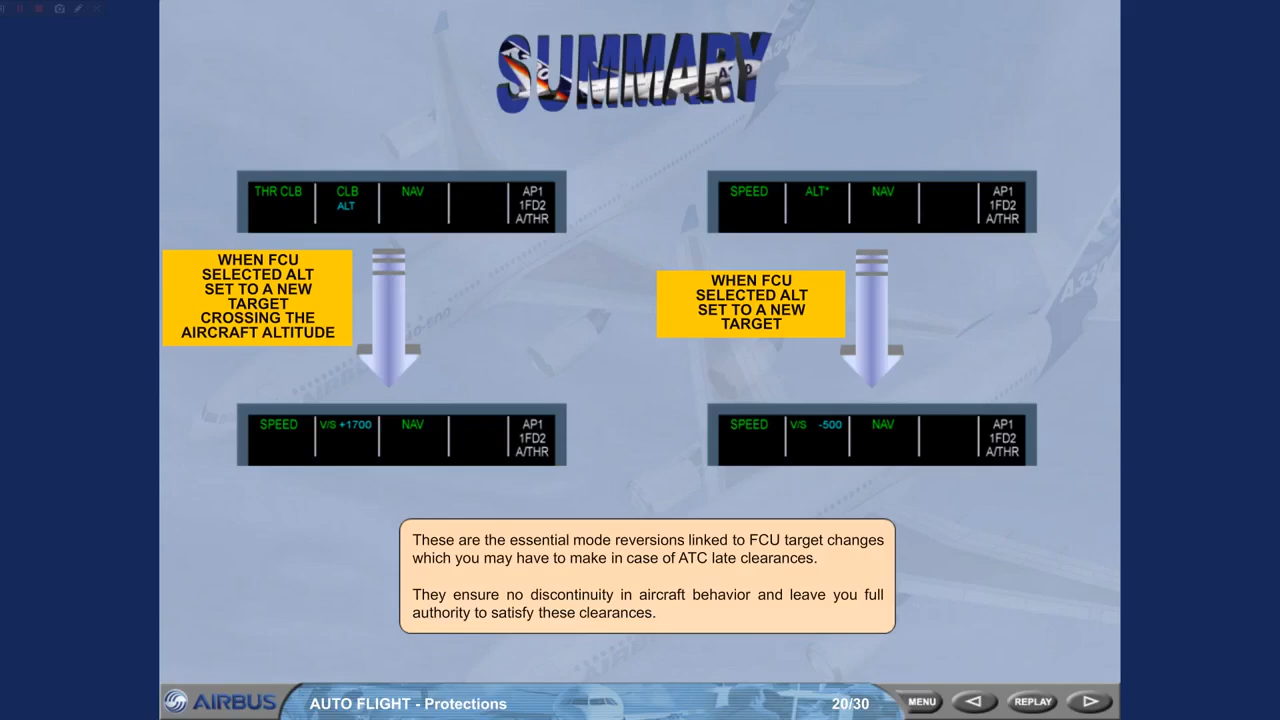 SUMMARY
THR CLB CLB NAV AP1
ALT 1FD2
A/THR
SPEED ALT* NAV AP1
1FD2
A/THR
WHEN FCU
SELECTED ALT
SET TO A NEW
TARGET
CROSSING THE
AIRCRAFT ALTITUDE
WHEN FCU
SELECTED ALT
SET TO A NEW
TARGET
SPEED V/S +1700 NAV AP1
1FD2
A/THR
SPEED V/S -500 NAV AP1
1FD2
A/THR
These are the essential mode reversions linked to FCU target changes
which you may have to make in case of ATC late clearances.
They ensure no discontinuity in aircraft behavior and leave you full
authority to satisfy these clearances.
AIRBUS AUTO FLIGHT - Protections 20/30 MENU REPLAY